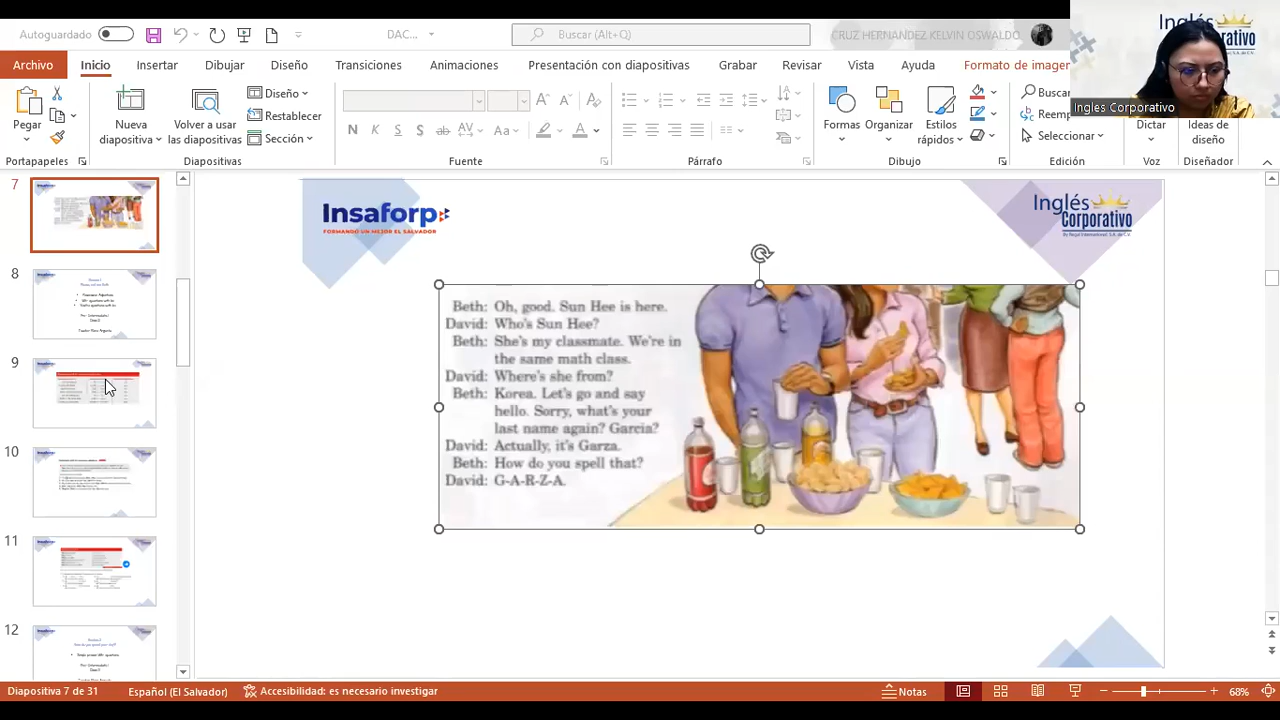 Autoguardado
DAC...
Buscar (Alt+Q)
CRUZ HERNANDEZ KELVIN OSWALDO
Archivo
Inicio
Insertar
Dibujar
Diseño
Transiciones
Animaciones
esentación con diapositivas
Grabar
Revisar
Vista
Ayuda
Formato de imagen
Pegar
Nueva
diapositiva
Volver a usar
las diapositivas
Diseño
Restablecer
Sección
Formas
Organizar
Estilos
rápidos
Buscar
Reemp
Seleccionar
Dictar
Ideas de
diseño
Portapapeles
Diapositivas
Fuente
Párrafo
Dibujo
Edición
Voz
Diseñador
Inglés
Corporativo
Ingles Corporativo
7
8
9
10
11
12
Insaforp
FORMANDO UN MEJOR EL SALVADOR
Inglés
Corporativo
Beth: Oh, good. Sun Hee is here.
David: Who's Sun Hee?
Beth: She's my classmate. We're in
the same math class.
David: Where's she from?
Beth: Korea. Let's go and say
hello. Sorry, what's your
last name again? Garcia?
David: Actually, it's Garza.
Beth: How do you spell that?
David: G-A-R-Z-A.
Diapositiva 7 de 31
Español (El Salvador)
Accesibilidad: es necesario investigar
Notas
68%